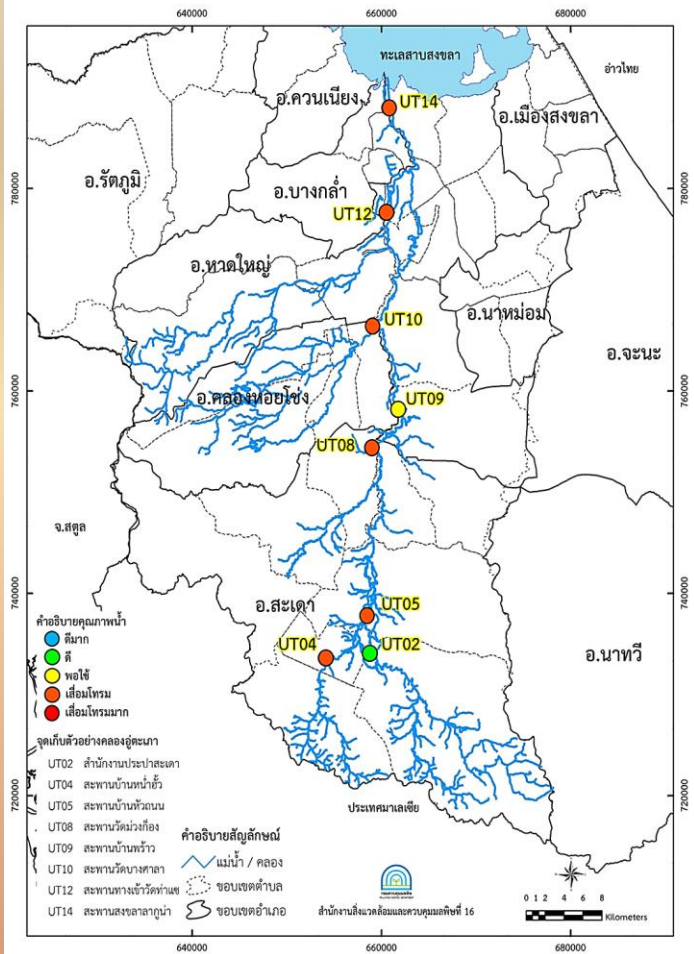 640000 660000 680000
ทะเลสาบสงขลา
อ่าวไทย
อ.ควนเนียง
UT14
อ.เมืองสงขลา
780000 780000
อ.รัตภูมิ
อ.บางกล่ำ
UT12
อ.หาดใหญ่
UT10
อ.นาหม่อม
อ.จะนะ
760000 760000
อ.คลองหอยโข่ง
UT09
UT08
จ.สตูล
740000 740000
อ.สะเดา
UT05
คำอธิบายคุณภาพน้ำ
ดีมาก
ดี
พอใช้
เสื่อมโทรม
เสื่อมโทรมมาก
UT04
UT02
อ.นาทวี
จุดเก็บตัวอย่างคลองอู่ตะเภา
UT02 สำนักงานประปาสะเดา
UT04 สะพานบ้านหน่ำฮั้ว
UT05 สะพานบ้านหัวถนน
UT08 สะพานวัดม่วงก็อง
UT09 สะพานบ้านพร้าว
UT10 สะพานวัดบางศาลา
UT12 สะพานทางเข้าวัดท่าแซ
UT14 สะพานสงขลาลากูน่า
720000 720000
ประเทศมาเลเซีย
คำอธิบายสัญลักษณ์
แม่น้ำ / คลอง
ขอบเขตตำบล
ขอบเขตอำเภอ
กรมควบคุมมลพิษ
สำนักงานสิ่งแวดล้อมและควบคุมมลพิษที่ 16
0 1 2 4 6 8
Kilometers
640000 660000 680000